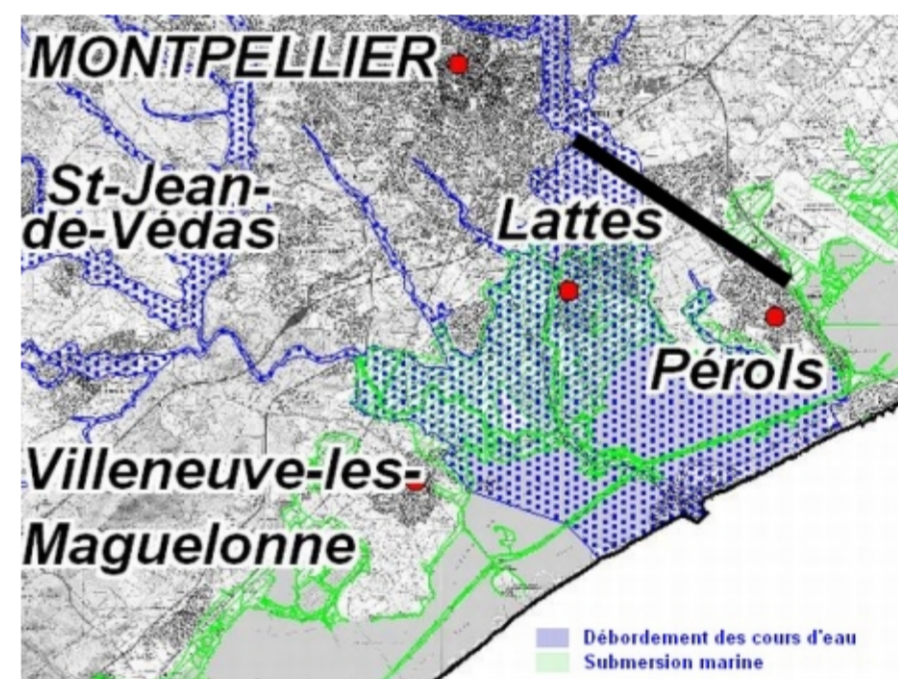 MONTPELLIER
St-Jean-
de-Védas
Lattes
Pérols
Villeneuve-les-
Maguelonne
Débordement des cours d'eau
Submersion marine